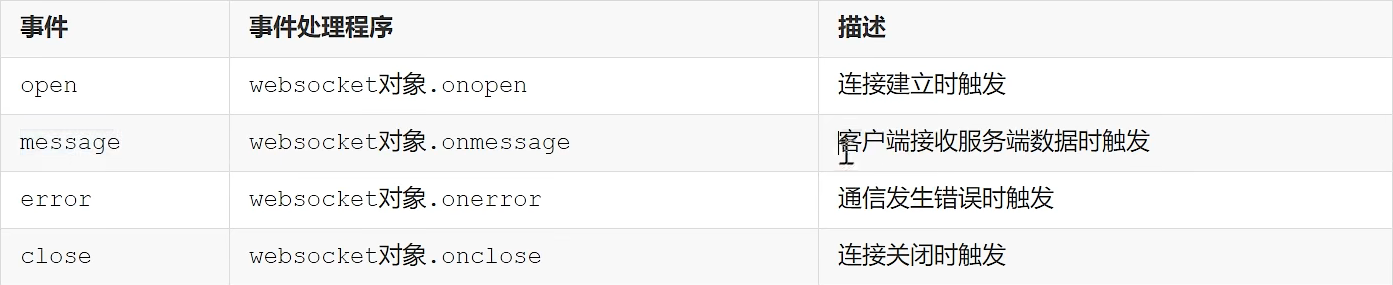 事件 事件处理程序 描述
open websocket对象.onopen 连接建立时触发
message websocket对象.onmessage 客户端接收服务端数据时触发
error websocket对象.onerror 通信发生错误时触发
close websocket对象.onclose 连接关闭时触发